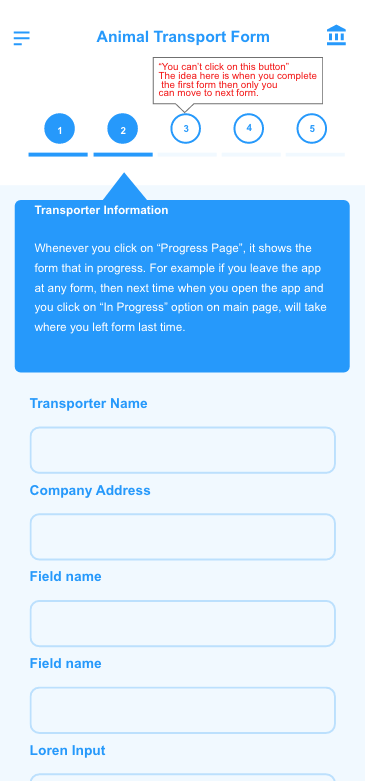 Animal Transport Form
“You can’t click on this button”
The idea here is when you complete
the first form then only you
can move to next form.
1 2 3 4 5
Transporter Information
Whenever you click on “Progress Page”, it shows the
form that in progress. For example if you leave the app
at any form, then next time when you open the app and
you click on “In Progress” option on main page, will take
where you left form last time.
Transporter Name
Company Address
Field name
Field name
Loren Input